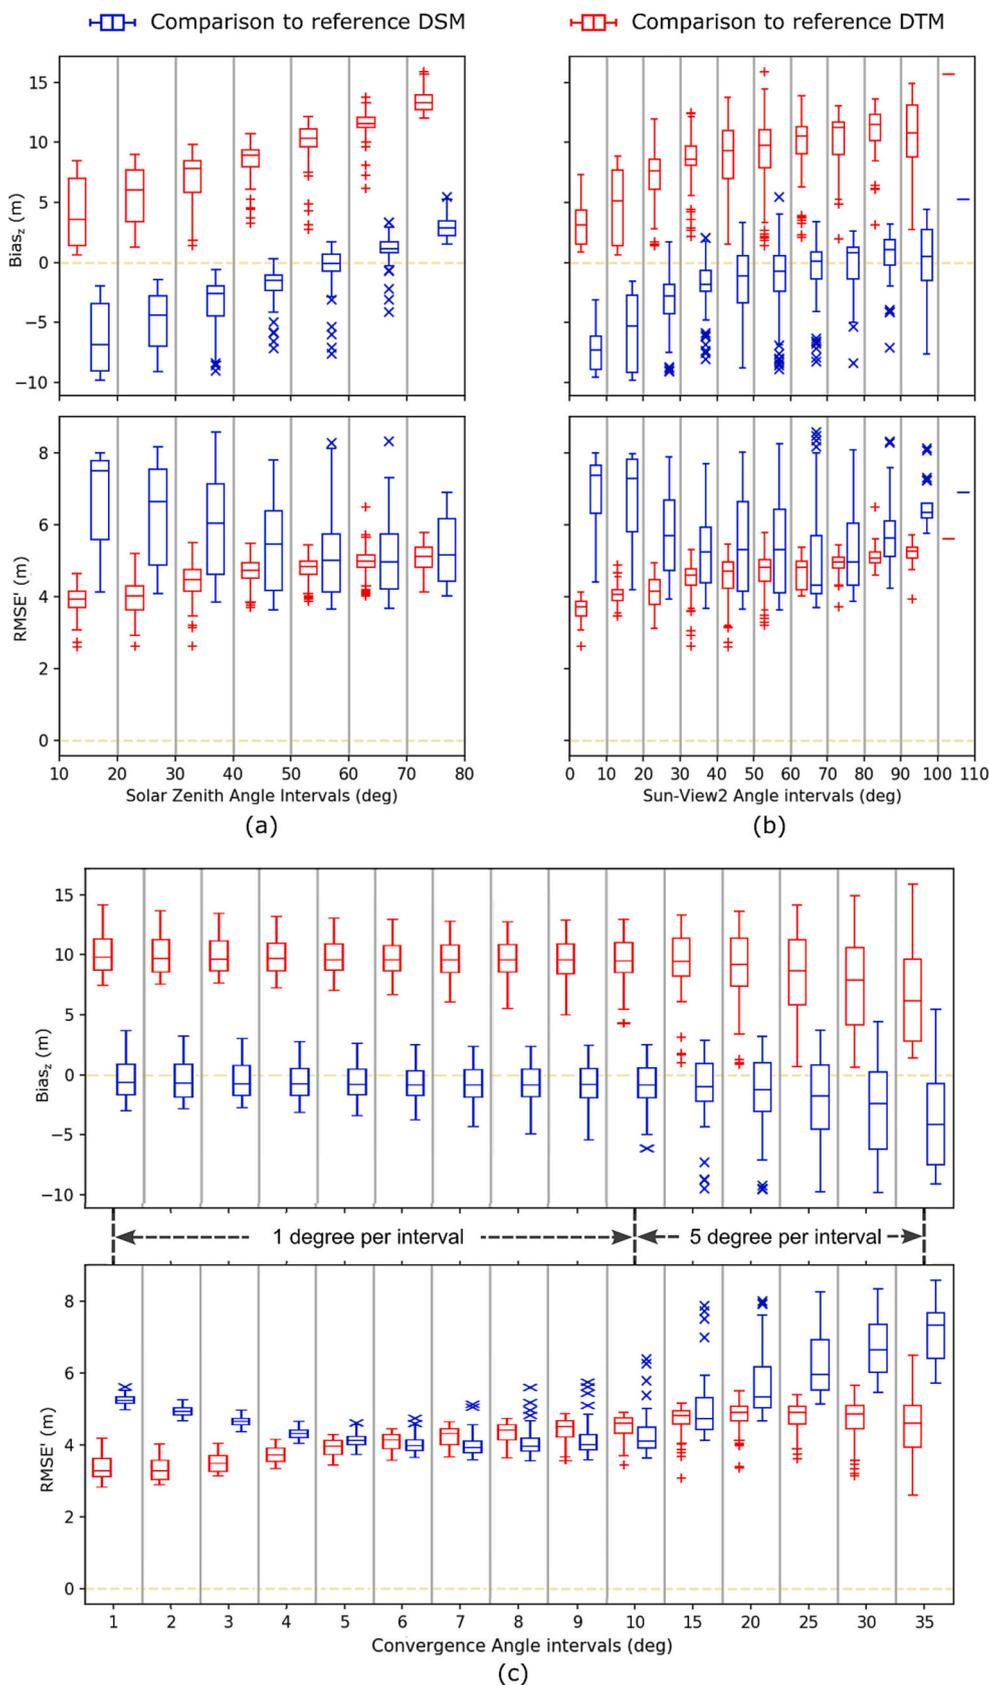 Comparison to reference DSM
Comparison to reference DTM
Bias_z (m)
15
10
5
0
−5
−10
RMSE' (m)
8
6
4
2
0
10 20 30 40 50 60 70 80
Solar Zenith Angle Intervals (deg)
(a)
0 10 20 30 40 50 60 70 80 90 100 110
Sun-View2 Angle intervals (deg)
(b)
Bias_z (m)
15
10
5
0
−5
−10
1 degree per interval
5 degree per interval
RMSE' (m)
8
6
4
2
0
1 2 3 4 5 6 7 8 9 10 15 20 25 30 35
Convergence Angle intervals (deg)
(c)